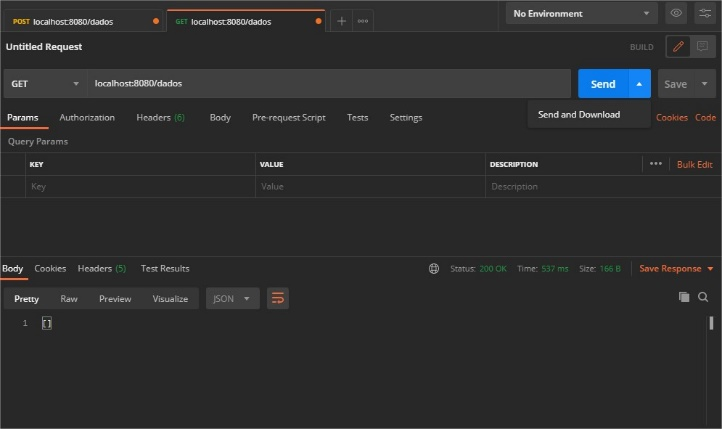 POST localhost:8080/dados GET localhost:8080/dados + No Environment
Untitled Request BUILD
GET localhost:8080/dados Send Save
Send and Download
Params Authorization Headers (6) Body Pre-request Script Tests Settings Cookies Code
Query Params
KEY VALUE DESCRIPTION ••• Bulk Edit
Key Value Description
Body Cookies Headers (5) Test Results Status: 200 OK Time: 537 ms Size: 166 B Save Response
Pretty Raw Preview Visualize JSON
1 []